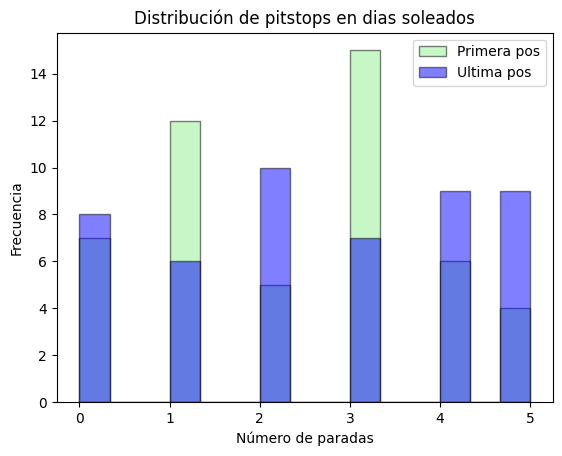 Distribución de pitstops en dias soleados
Primera pos
Ultima pos
Frecuencia
14
12
10
8
6
4
2
0
0 1 2 3 4 5
Número de paradas